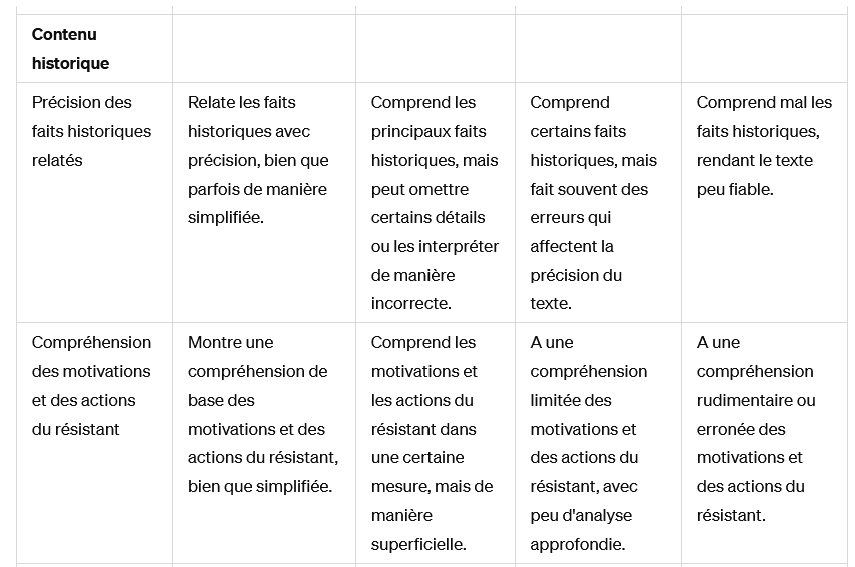 Contenu
historique
Précision des
faits historiques
relatés
Relate les faits
historiques avec
précision, bien que
parfois de manière
simplifiée.
Comprend les
principaux faits
historiques, mais
peut omettre
certains détails
ou les interpréter
de manière
incorrecte.
Comprend
certains faits
historiques, mais
fait souvent des
erreurs qui
affectent la
précision du
texte.
Comprend mal les
faits historiques,
rendant le texte
peu fiable.
Compréhension
des motivations
et des actions
du résistant
Montre une
compréhension de
base des
motivations et des
actions du résistant,
bien que simplifiée.
Comprend les
motivations et
les actions du
résistant dans
une certaine
mesure, mais de
manière
superficielle.
A une
compréhension
limitée des
motivations et
des actions du
résistant, avec
peu d'analyse
approfondie.
A une
compréhension
rudimentaire ou
erronée des
motivations et
des actions du
résistant.